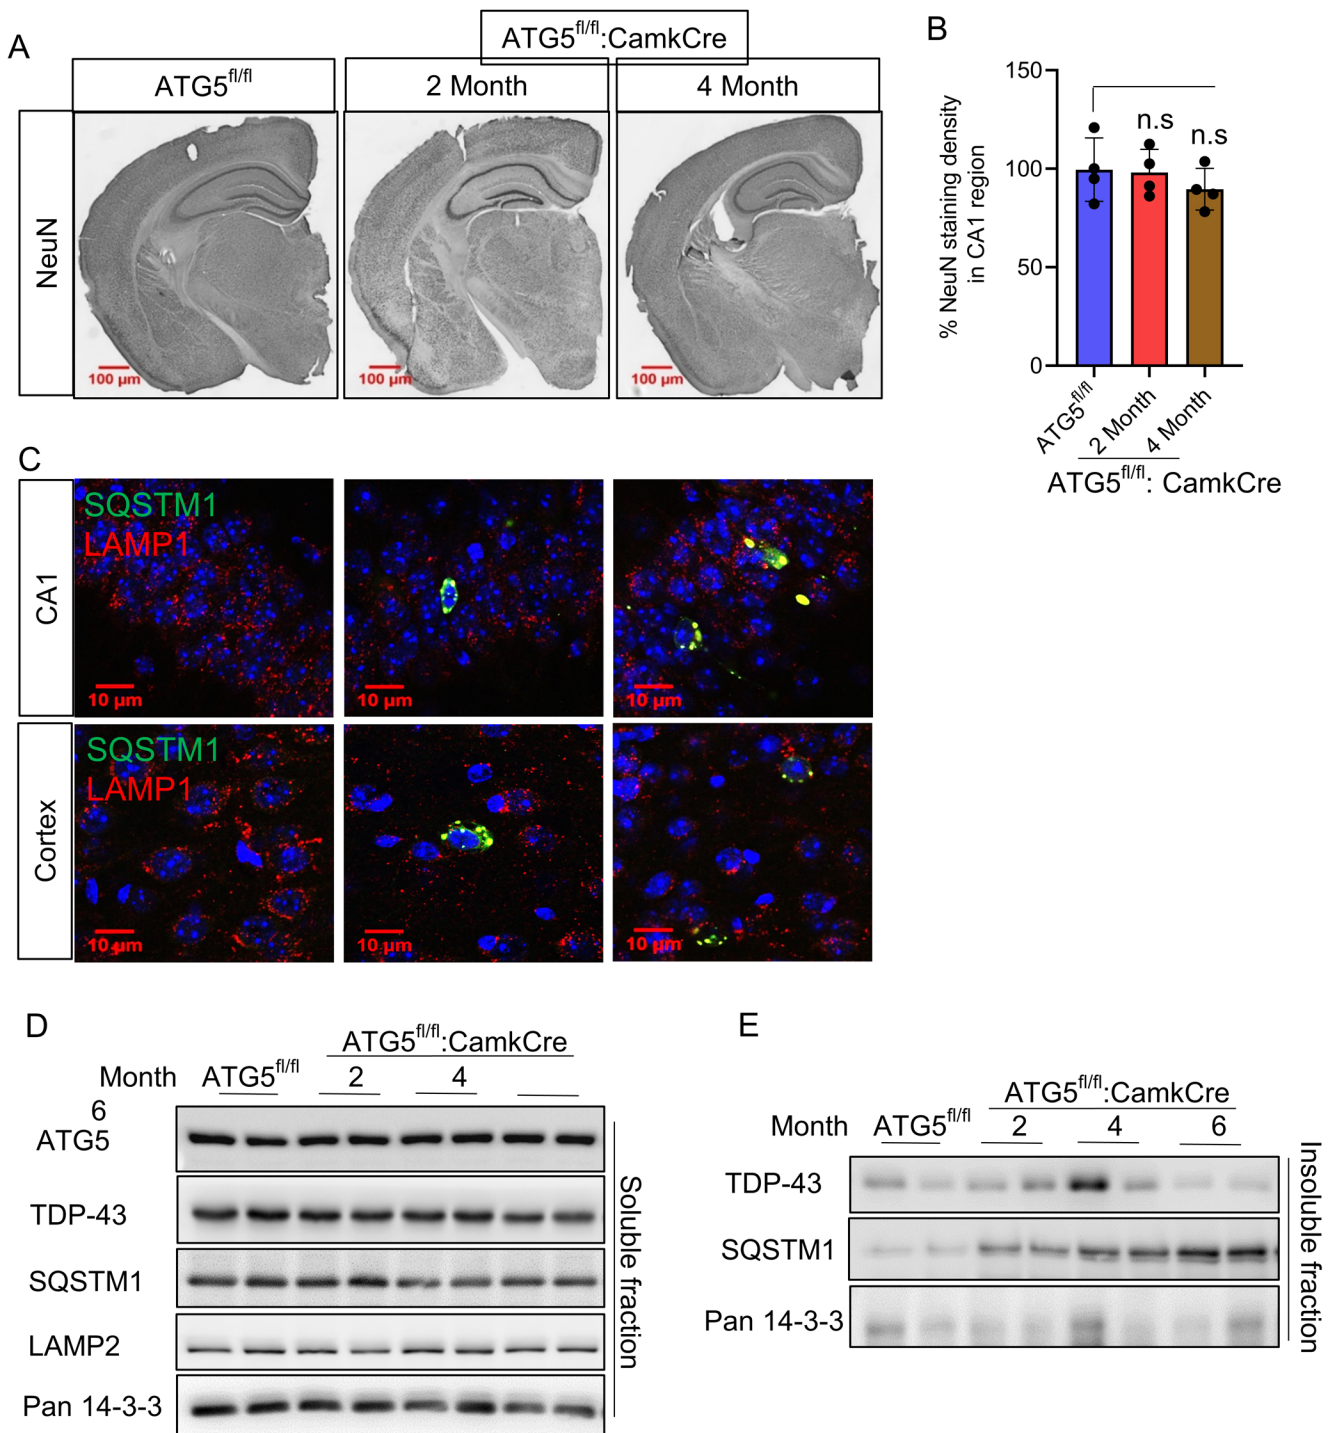 A
ATG5fl/fl:CamkCre
ATG5fl/fl
2 Month
4 Month
NeuN
100 µm
100 µm
100 µm
B
150
100
50
0
% NeuN staining density
in CA1 region
n.s
n.s
ATG5fl/fl
2 Month
4 Month
ATG5fl/fl: CamkCre
C
CA1
SQSTM1
LAMP1
10 µm
10 µm
10 µm
Cortex
SQSTM1
LAMP1
10 µm
10 µm
10 µm
D
ATG5fl/fl:CamkCre
Month ATG5fl/fl 2 4
6
ATG5
TDP-43
SQSTM1
LAMP2
Pan 14-3-3
Soluble fraction
E
ATG5fl/fl:CamkCre
Month ATG5fl/fl 2 4 6
TDP-43
SQSTM1
Pan 14-3-3
Insoluble fraction